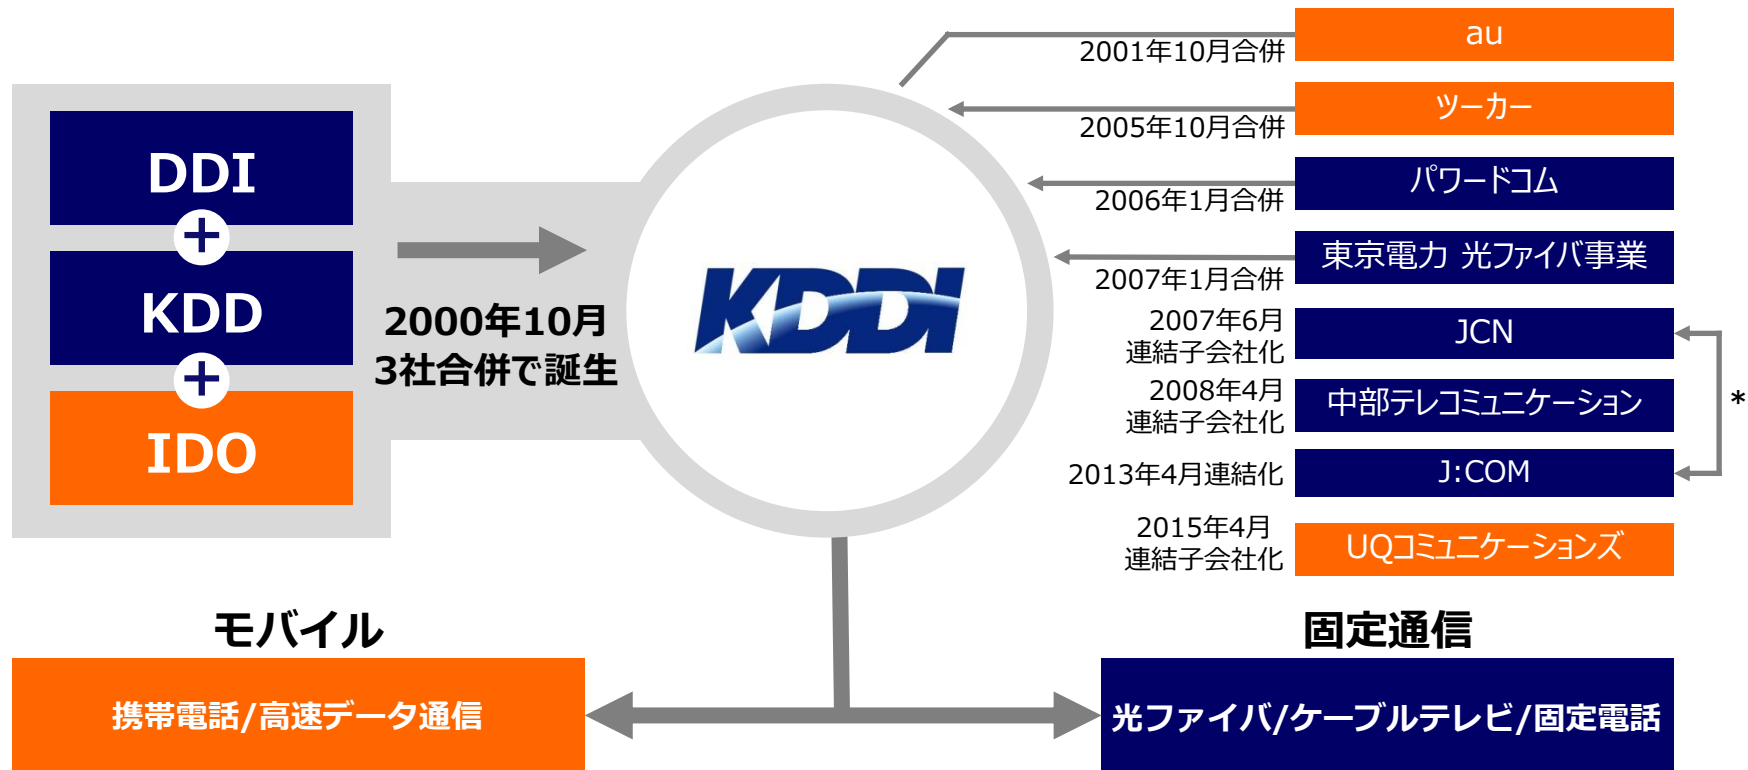 DDI
+
KDD
+
IDO
2000年10月
3社合併で誕生
KDDI
au
2001年10月合併
ツーカー
2005年10月合併
パワードコム
2006年1月合併
東京電力 光ファイバ事業
2007年1月合併
JCN
2007年6月
連結子会社化
中部テレコミュニケーション
2008年4月
連結子会社化
J:COM
2013年4月連結化
*
UQコミュニケーションズ
2015年4月
連結子会社化
モバイル
携帯電話/高速データ通信
固定通信
光ファイバ/ケーブルテレビ/固定電話